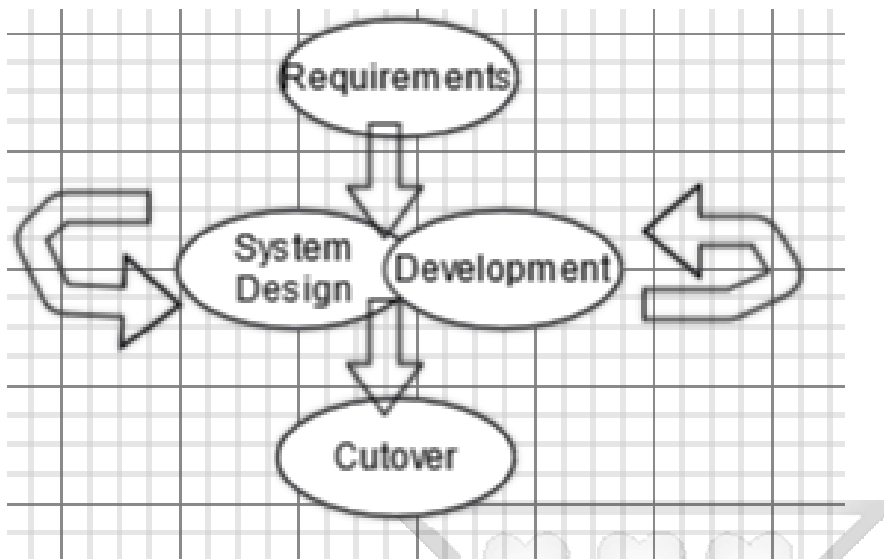 Requirements
System
Design
Development
Cutover